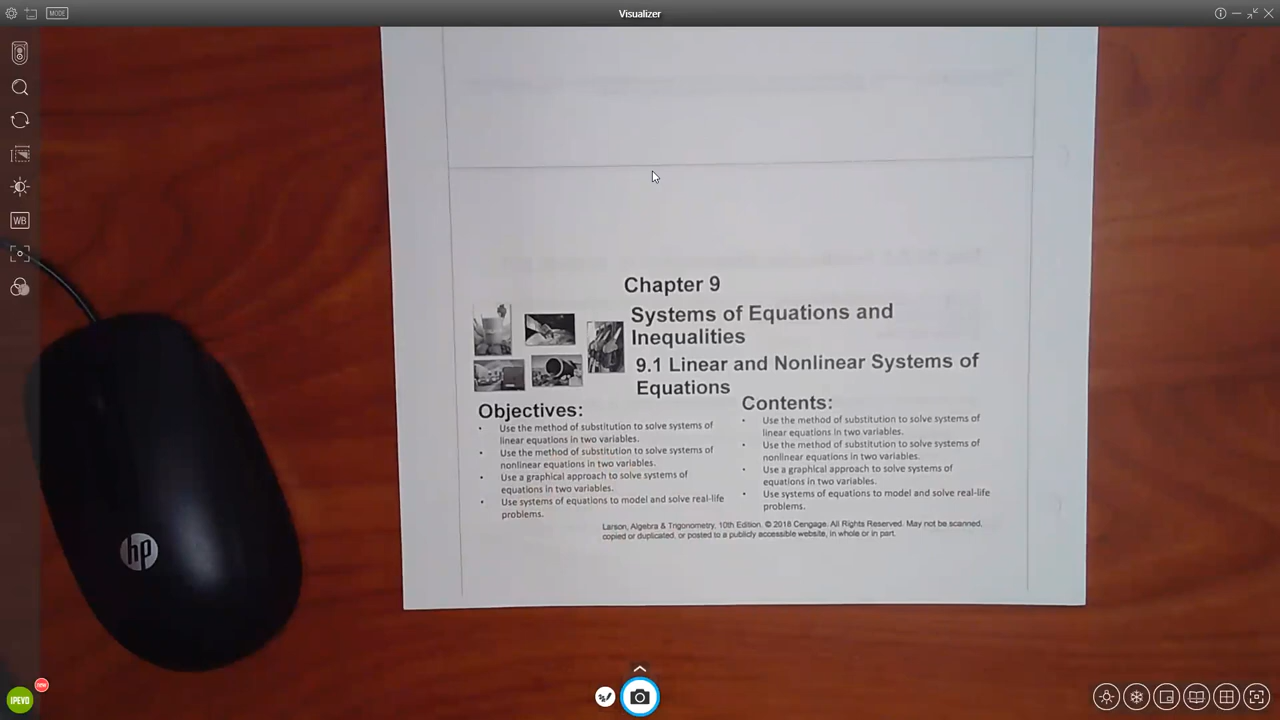 MODE
Visualizer
WB
Chapter 9
Systems of Equations and
Inequalities
9.1 Linear and Nonlinear Systems of
Equations
Objectives:
• Use the method of substitution to solve systems of
linear equations in two variables.
• Use the method of substitution to solve systems of
nonlinear equations in two variables.
• Use a graphical approach to solve systems of
equations in two variables.
• Use systems of equations to model and solve real-life
problems.
Contents:
• Use the method of substitution to solve systems of
linear equations in two variables.
• Use the method of substitution to solve systems of
nonlinear equations in two variables.
• Use a graphical approach to solve systems of
equations in two variables.
• Use systems of equations to model and solve real-life
problems.
Larson, Algebra & Trigonometry, 10th Edition. © 2018 Cengage. All Rights Reserved. May not be scanned,
copied or duplicated, or posted to a publicly accessible website, in whole or in part.
hp
IPEVO
new